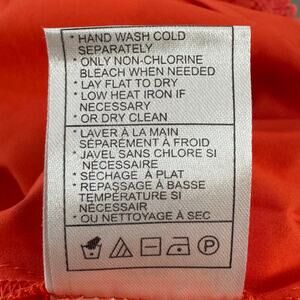 * HAND WASH COLD
SEPARATELY
* ONLY NON-CHLORINE
BLEACH WHEN NEEDED
* LAY FLAT TO DRY
* LOW HEAT IRON IF
NECESSARY
* OR DRY CLEAN
* LAVER À LA MAIN
SÉPARÉMENT À FROID
* JAVEL SANS CHLORE SI
NÉCESSAIRE
* SÉCHAGE À PLAT
* REPASSAGE À BASSE
TEMPÉRATURE SI
NÉCESSAIR
* OU NETTOYAGE À SEC
P